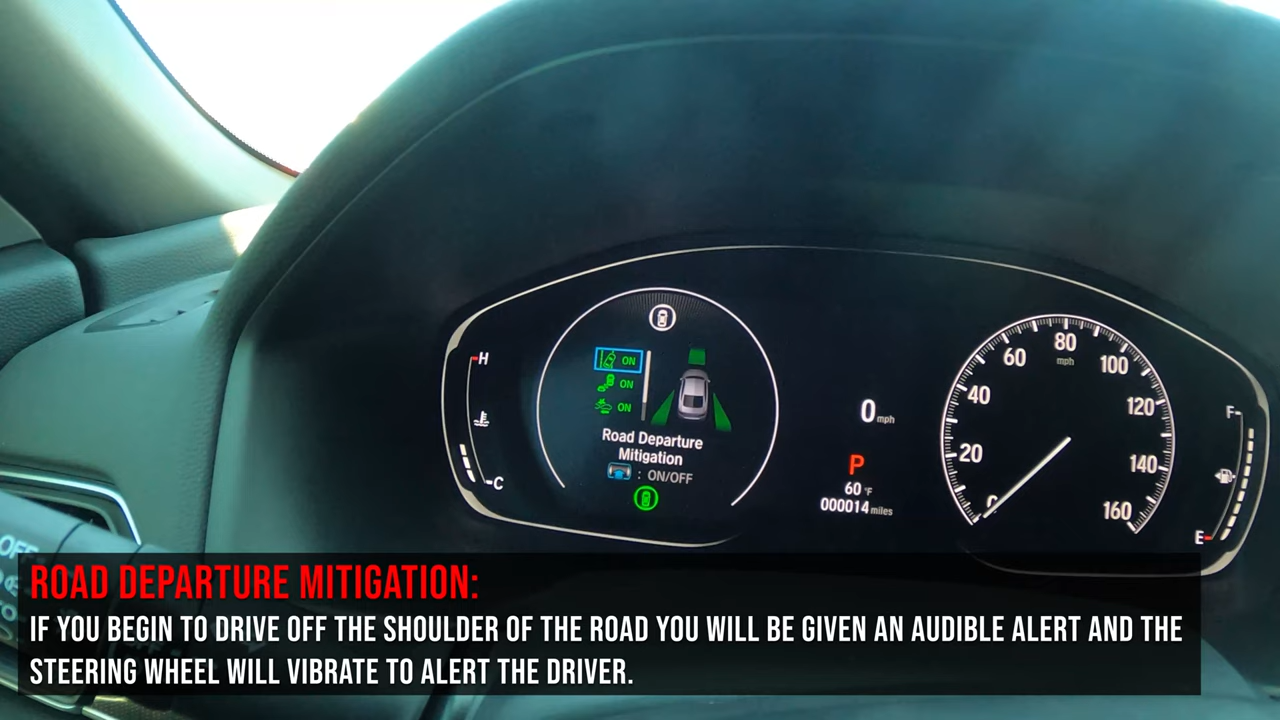 H
C
ON
ON
ON
Road Departure
Mitigation
: ON/OFF
0 mph
P
60 °F
000014 miles
0
20
40
60
80
mph
100
120
140
160
F
E
OFF
ROAD DEPARTURE MITIGATION:
IF YOU BEGIN TO DRIVE OFF THE SHOULDER OF THE ROAD YOU WILL BE GIVEN AN AUDIBLE ALERT AND THE
STEERING WHEEL WILL VIBRATE TO ALERT THE DRIVER.